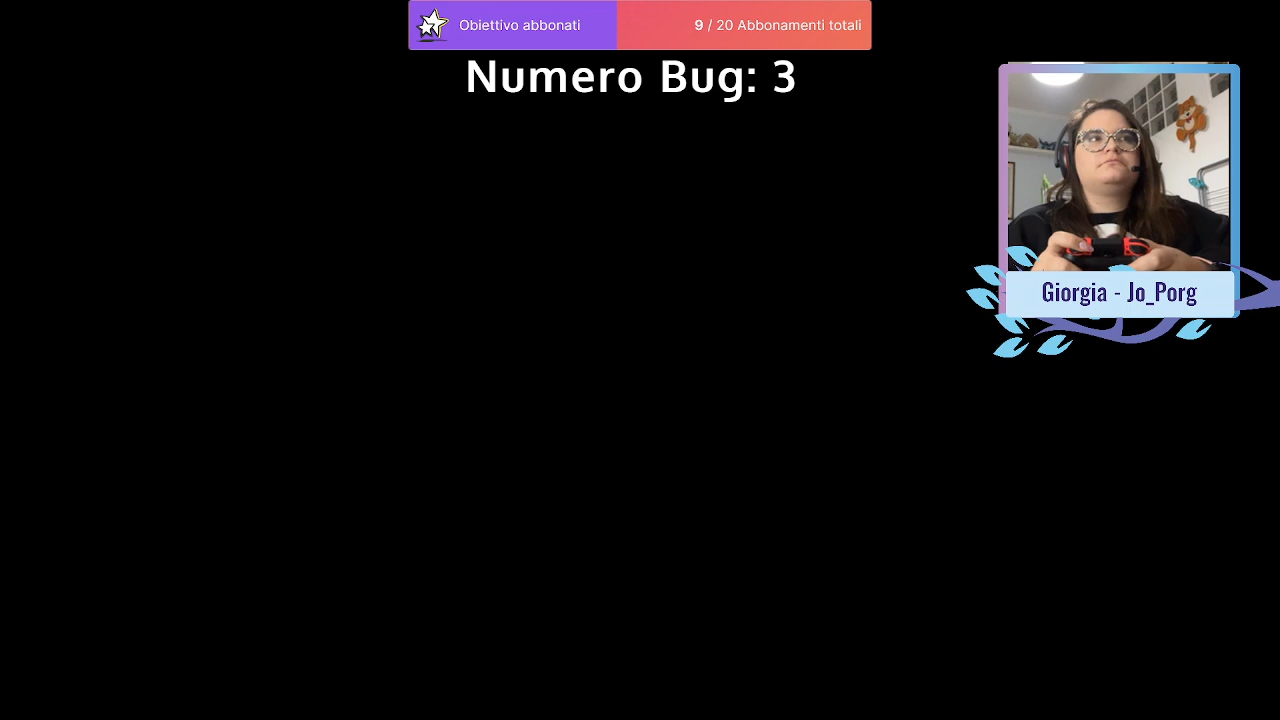 Obiettivo abbonati
9 / 20 Abbonamenti totali
Numero Bug: 3
Giorgia - Jo_Porg